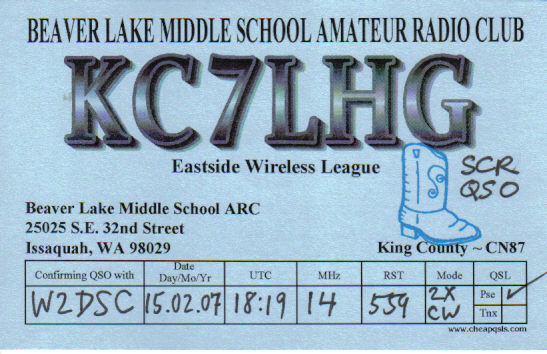 BEAVER LAKE MIDDLE SCHOOL AMATEUR RADIO CLUB
KC7LHG
Eastside Wireless League
SCR
QSO
Beaver Lake Middle School ARC
25025 S.E. 32nd Street
Issaquah, WA 98029
King County ~ CN87
Confirming QSO with Date Day/Mo/Yr UTC MHz RST Mode QSL
W2DSC 15.02.07 18:19 14 559 2X CW Pse ✓
Tnx
www.cheapqsls.com